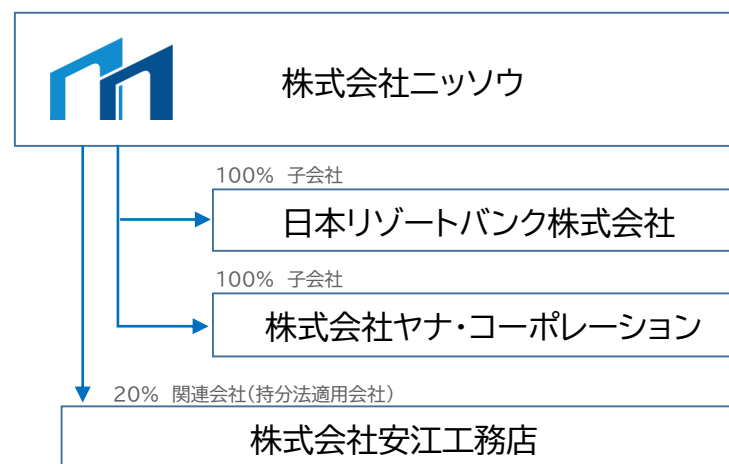 株式会社ニッソウ
100% 子会社
日本リゾートバンク株式会社
100% 子会社
株式会社ヤナ・コーポレーション
20% 関連会社(持分法適用会社)
株式会社安江工務店